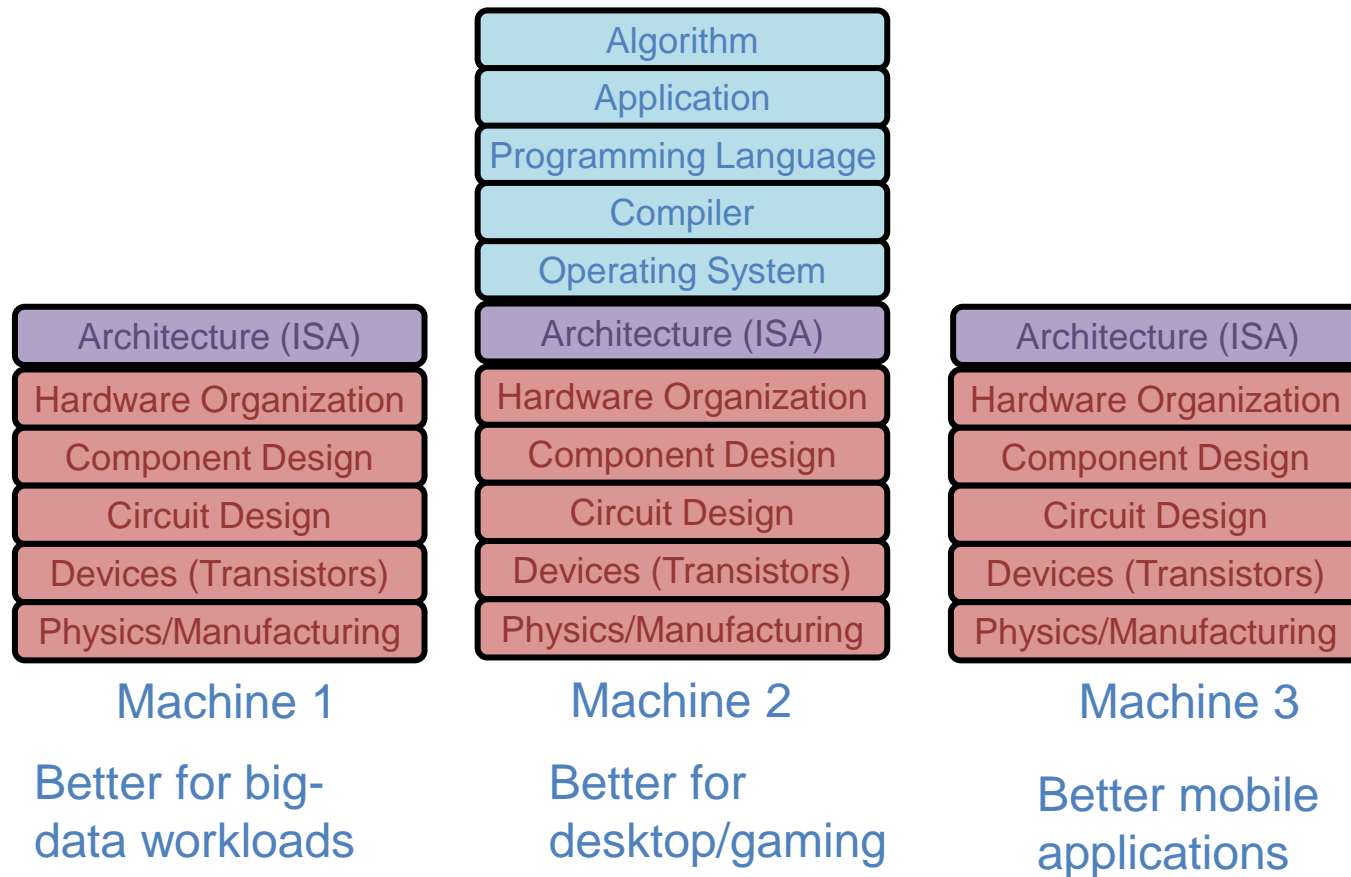 Algorithm
Application
Programming Language
Compiler
Operating System
Architecture (ISA)
Hardware Organization
Component Design
Circuit Design
Devices (Transistors)
Physics/Manufacturing
Machine 1
Better for big-
data workloads
Architecture (ISA)
Hardware Organization
Component Design
Circuit Design
Devices (Transistors)
Physics/Manufacturing
Machine 2
Better for
desktop/gaming
Architecture (ISA)
Hardware Organization
Component Design
Circuit Design
Devices (Transistors)
Physics/Manufacturing
Machine 3
Better mobile
applications